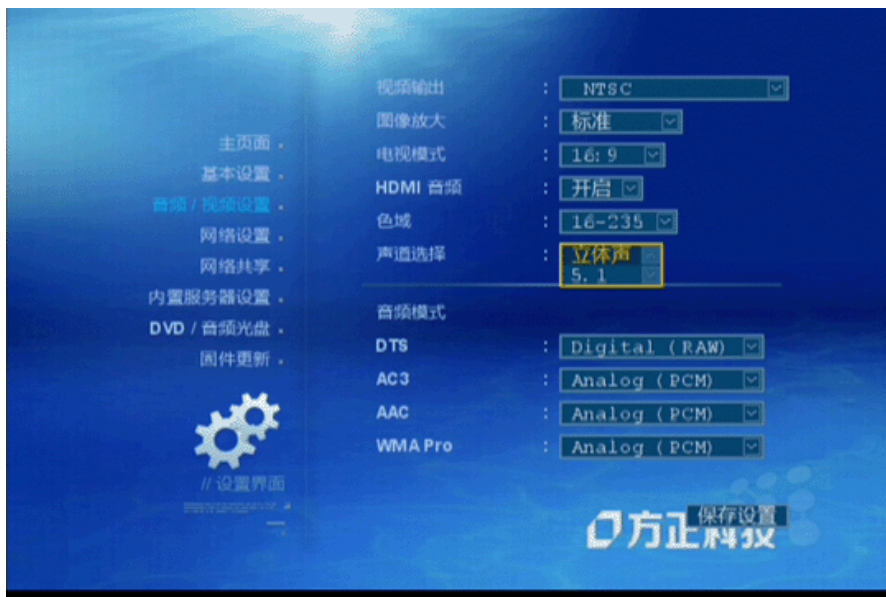 主页面
基本设置
音频 / 视频设置
网络设置
网络共享
内置服务器设置
DVD / 音频光盘
固件更新
// 设置界面
视频输出 : NTSC
图像放大 : 标准
电视模式 : 16:9
HDMI 音频 : 开启
色域 : 16-235
声道选择 : 立体声
5.1
音频模式
DTS : Digital (RAW)
AC3 : Analog (PCM)
AAC : Analog (PCM)
WMA Pro : Analog (PCM)
保存设置
方正科技